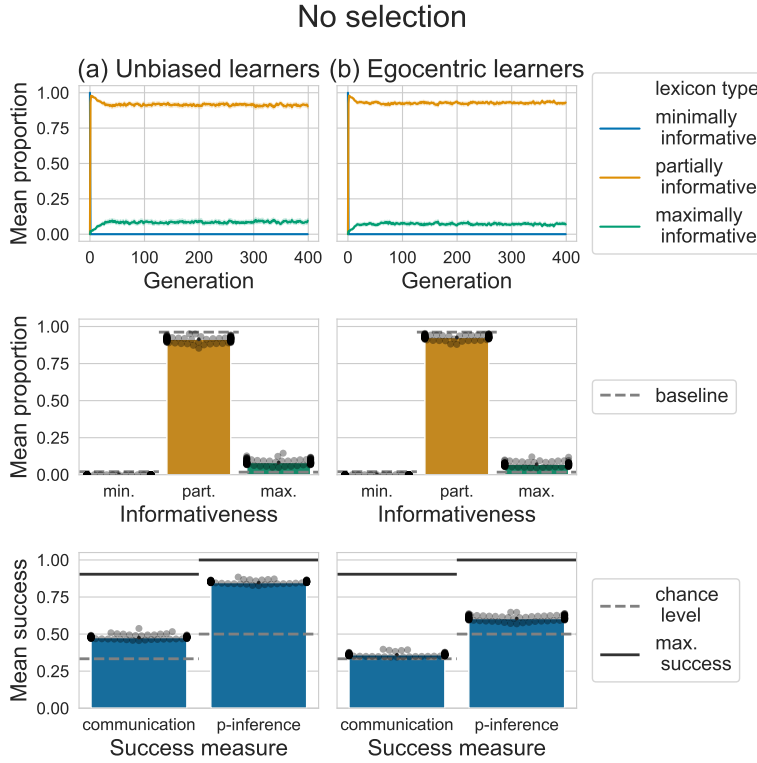 No selection
(a) Unbiased learners
(b) Egocentric learners
Mean proportion
1.00
0.75
0.50
0.25
0.00
0 100 200 300 400
Generation
0 100 200 300 400
Generation
lexicon type
minimally
informative
partially
informative
maximally
informative
Mean proportion
1.00
0.75
0.50
0.25
0.00
min. part. max.
Informativeness
min. part. max.
Informativeness
baseline
Mean success
1.00
0.75
0.50
0.25
0.00
communication p-inference
Success measure
communication p-inference
Success measure
chance
level
max.
success